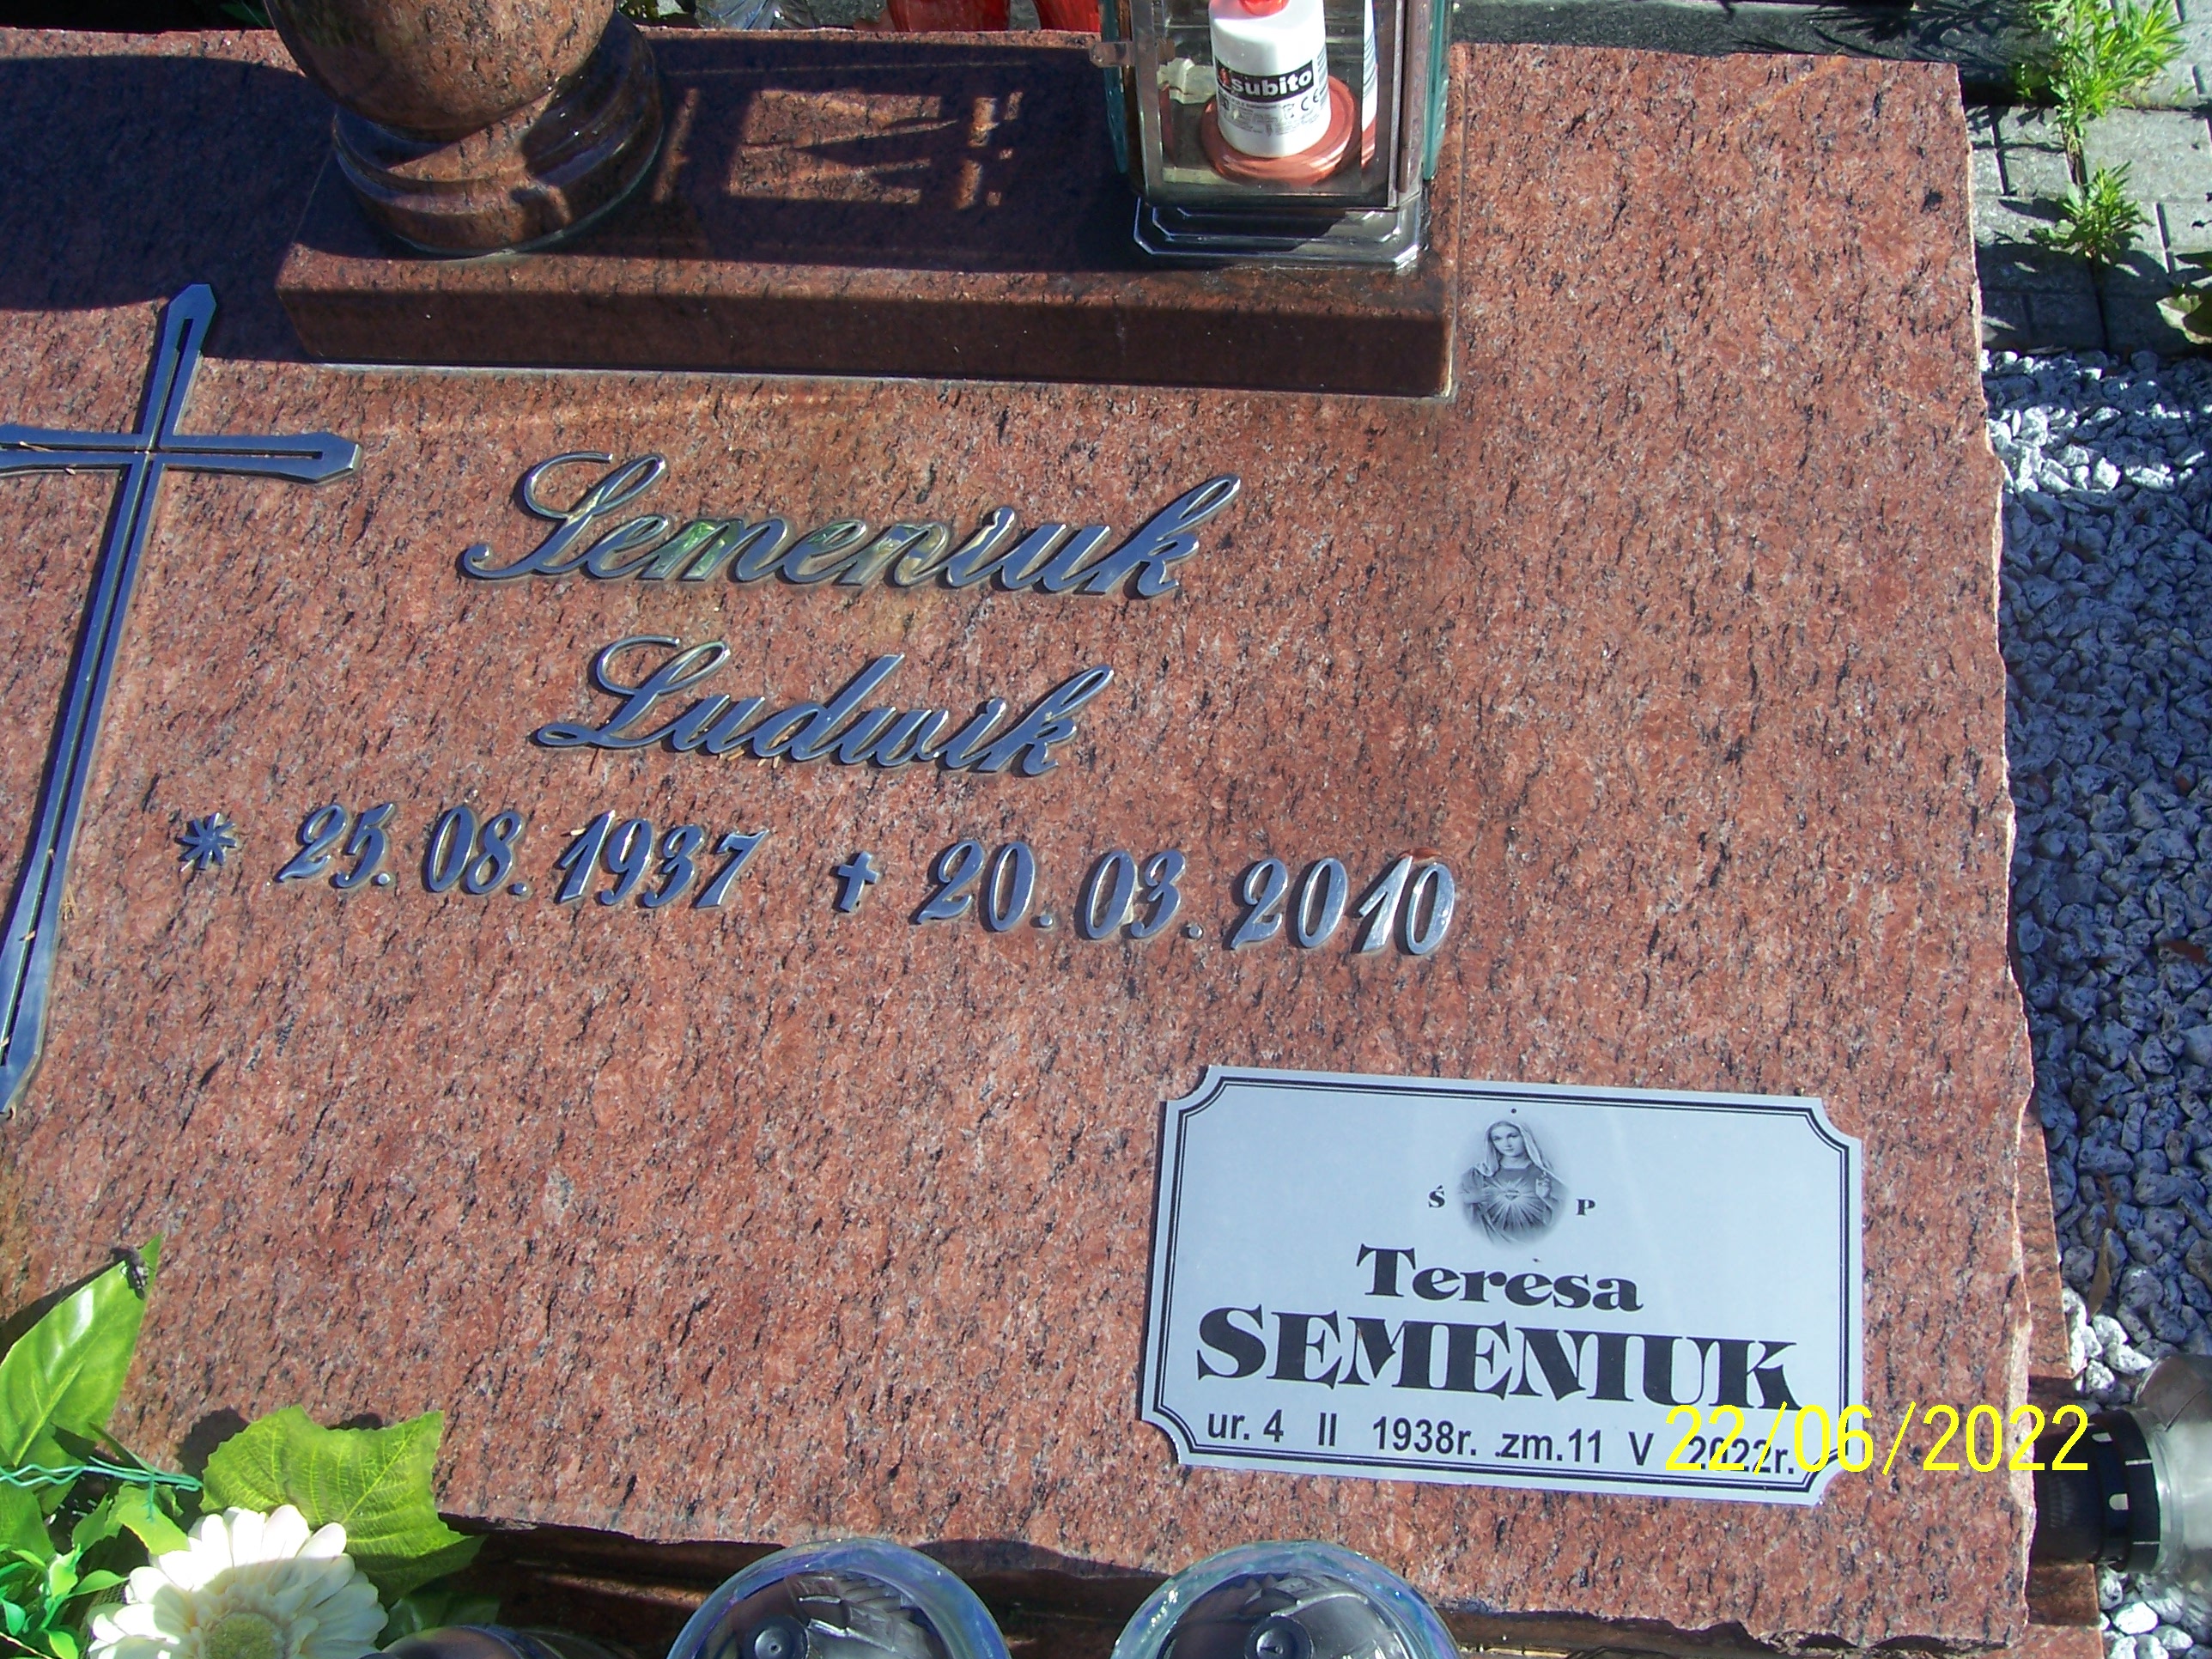 subito
CE
Semeniuk
Ludwik
* 25.08.1937 ✝ 20.03.2010
Ś P
Teresa
SEMENIUK
ur. 4 II 1938r. zm.11 V 2022r.
22/06/2022